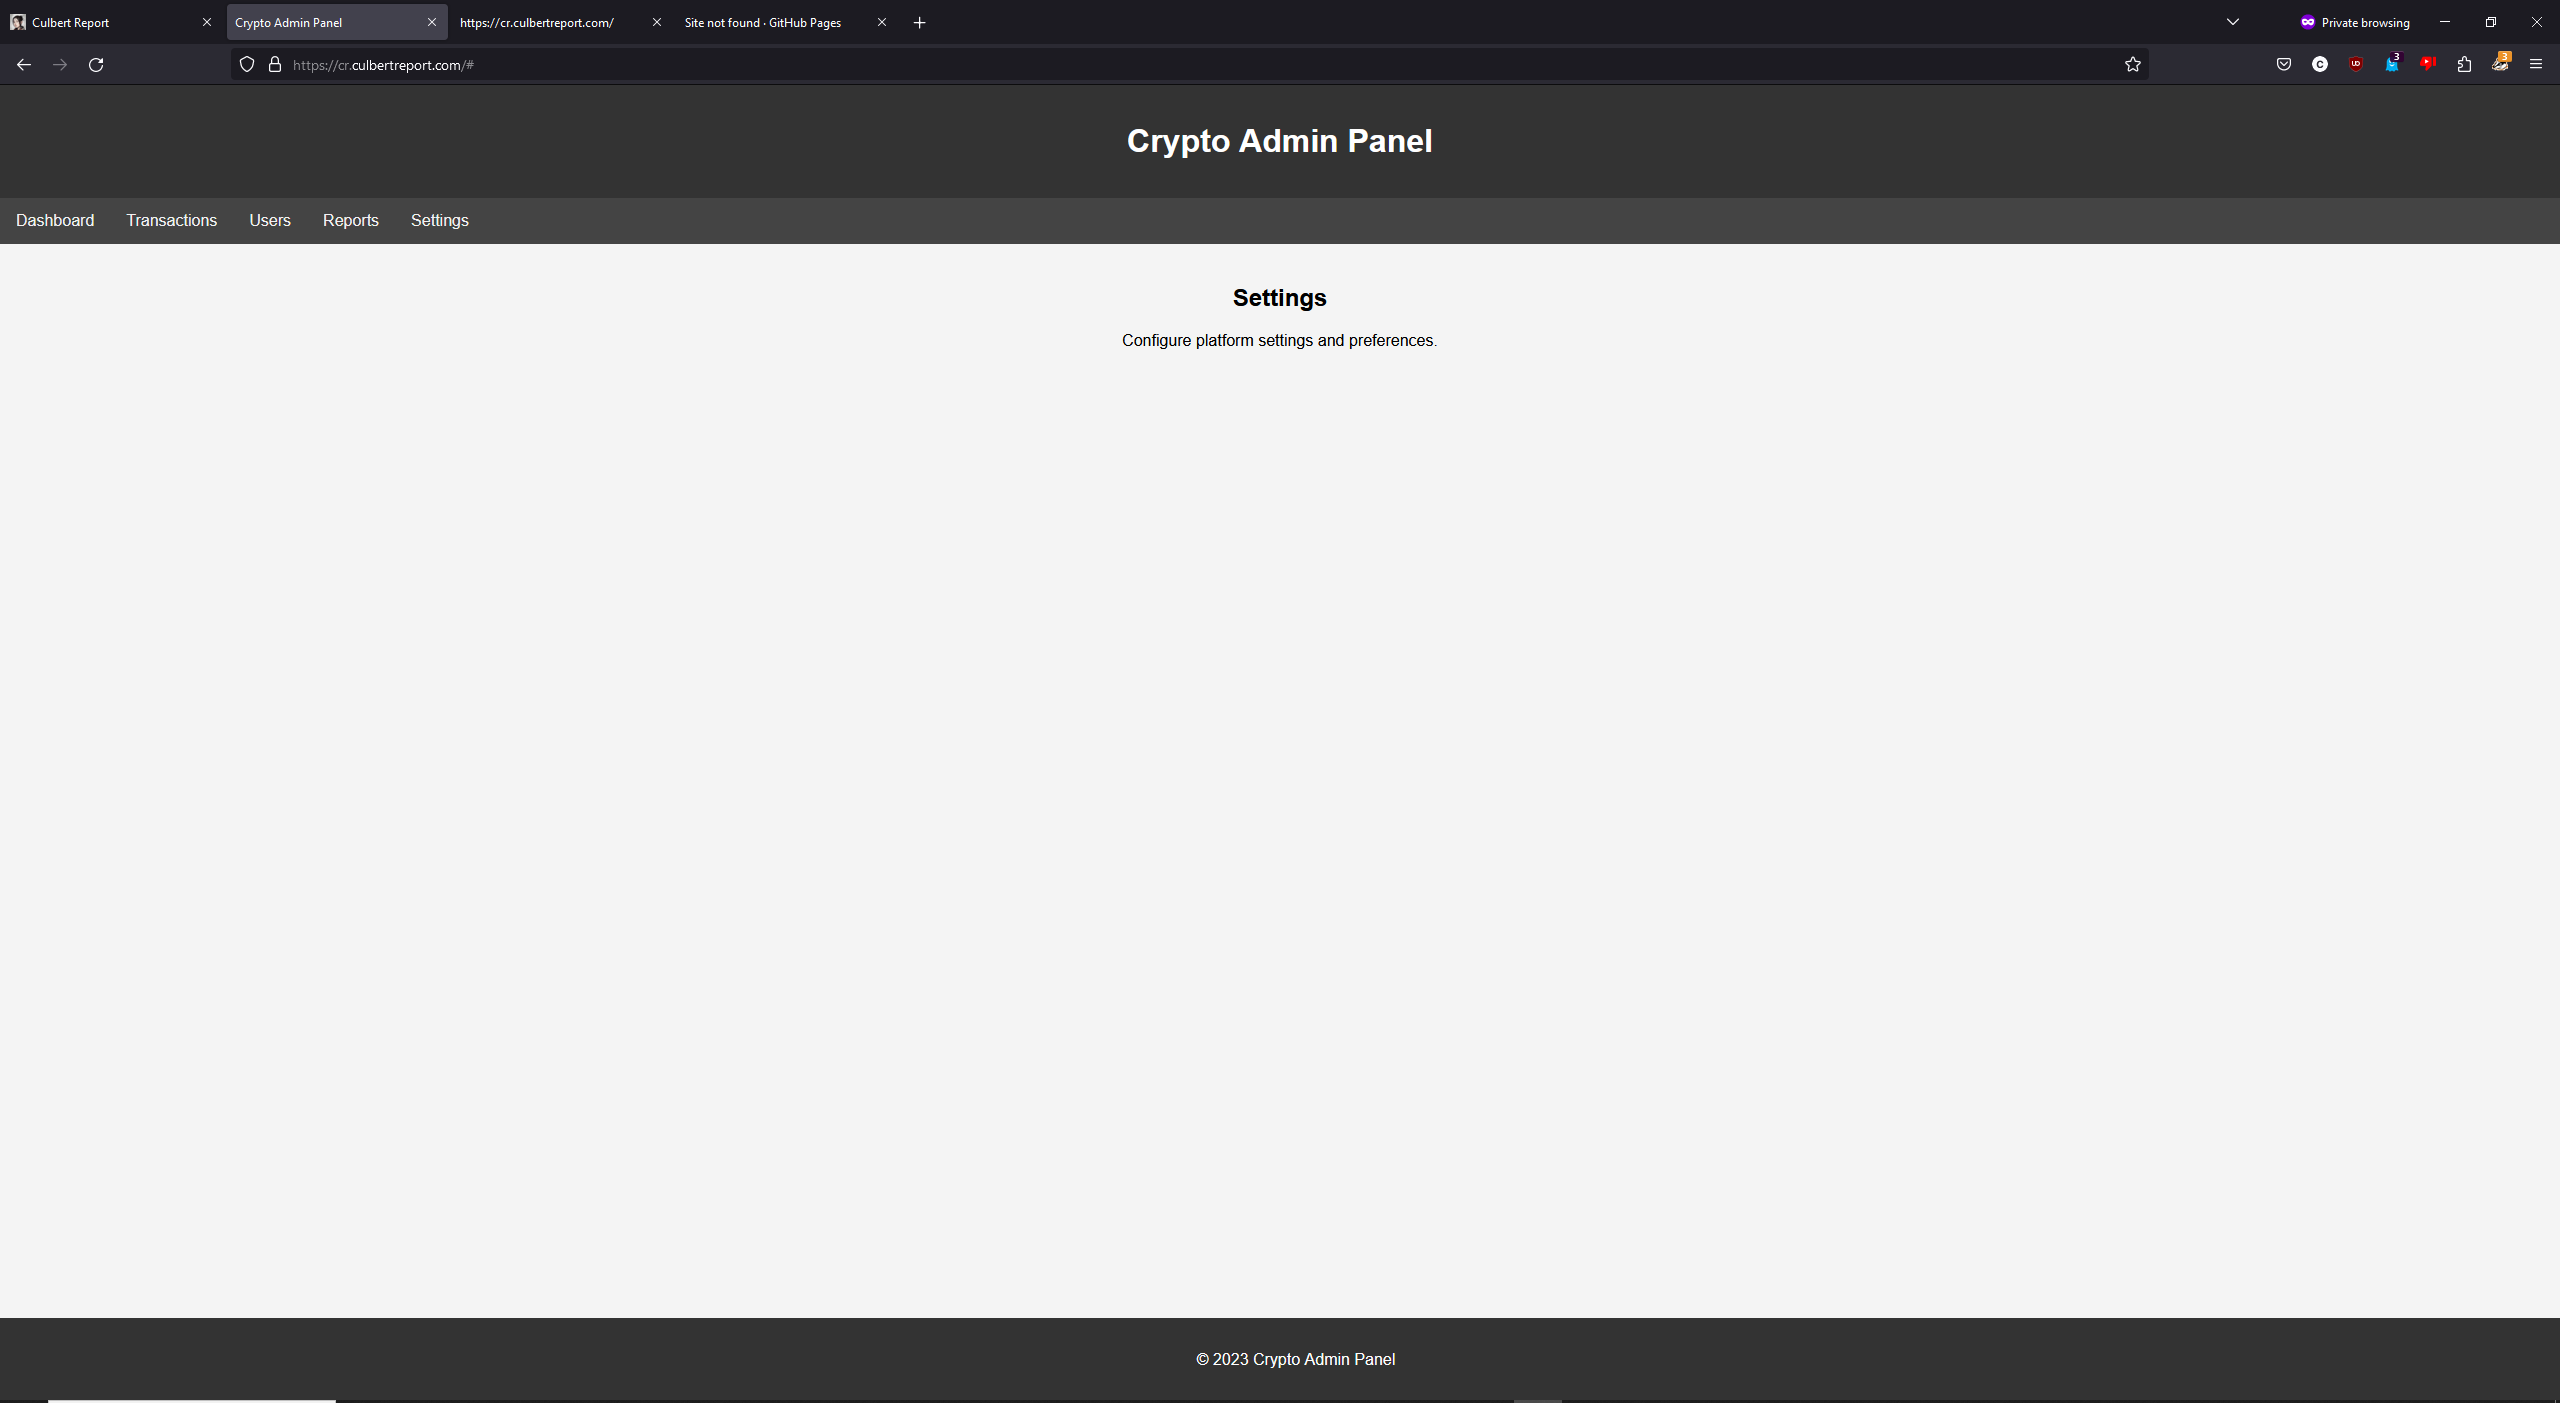 Culbert Report
Crypto Admin Panel
https://cr.culbertreport.com/
Site not found · GitHub Pages
Private browsing
https://cr.culbertreport.com/#
3
3
Crypto Admin Panel
Dashboard Transactions Users Reports Settings
Settings
Configure platform settings and preferences.
© 2023 Crypto Admin Panel